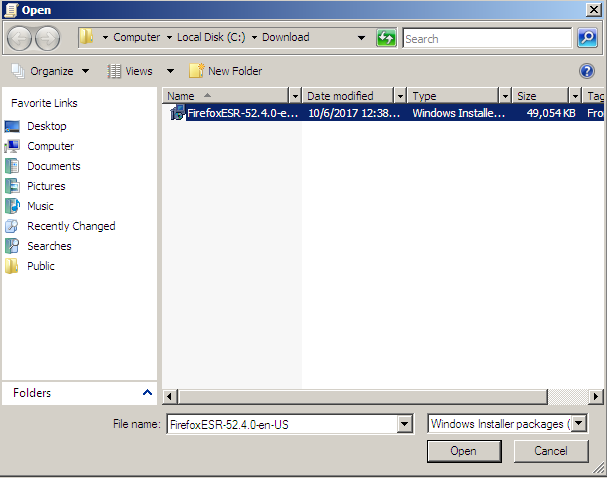 Open
Computer Local Disk (C:) Download Search
Organize Views New Folder
Favorite Links
Desktop
Computer
Documents
Pictures
Music
Recently Changed
Searches
Public
Folders
Name Date modified Type Size Tag
FirefoxESR-52.4.0-e... 10/6/2017 12:38... Windows Installe... 49,054 KB Fro
File name: FirefoxESR-52.4.0-en-US Windows Installer packages (
Open Cancel